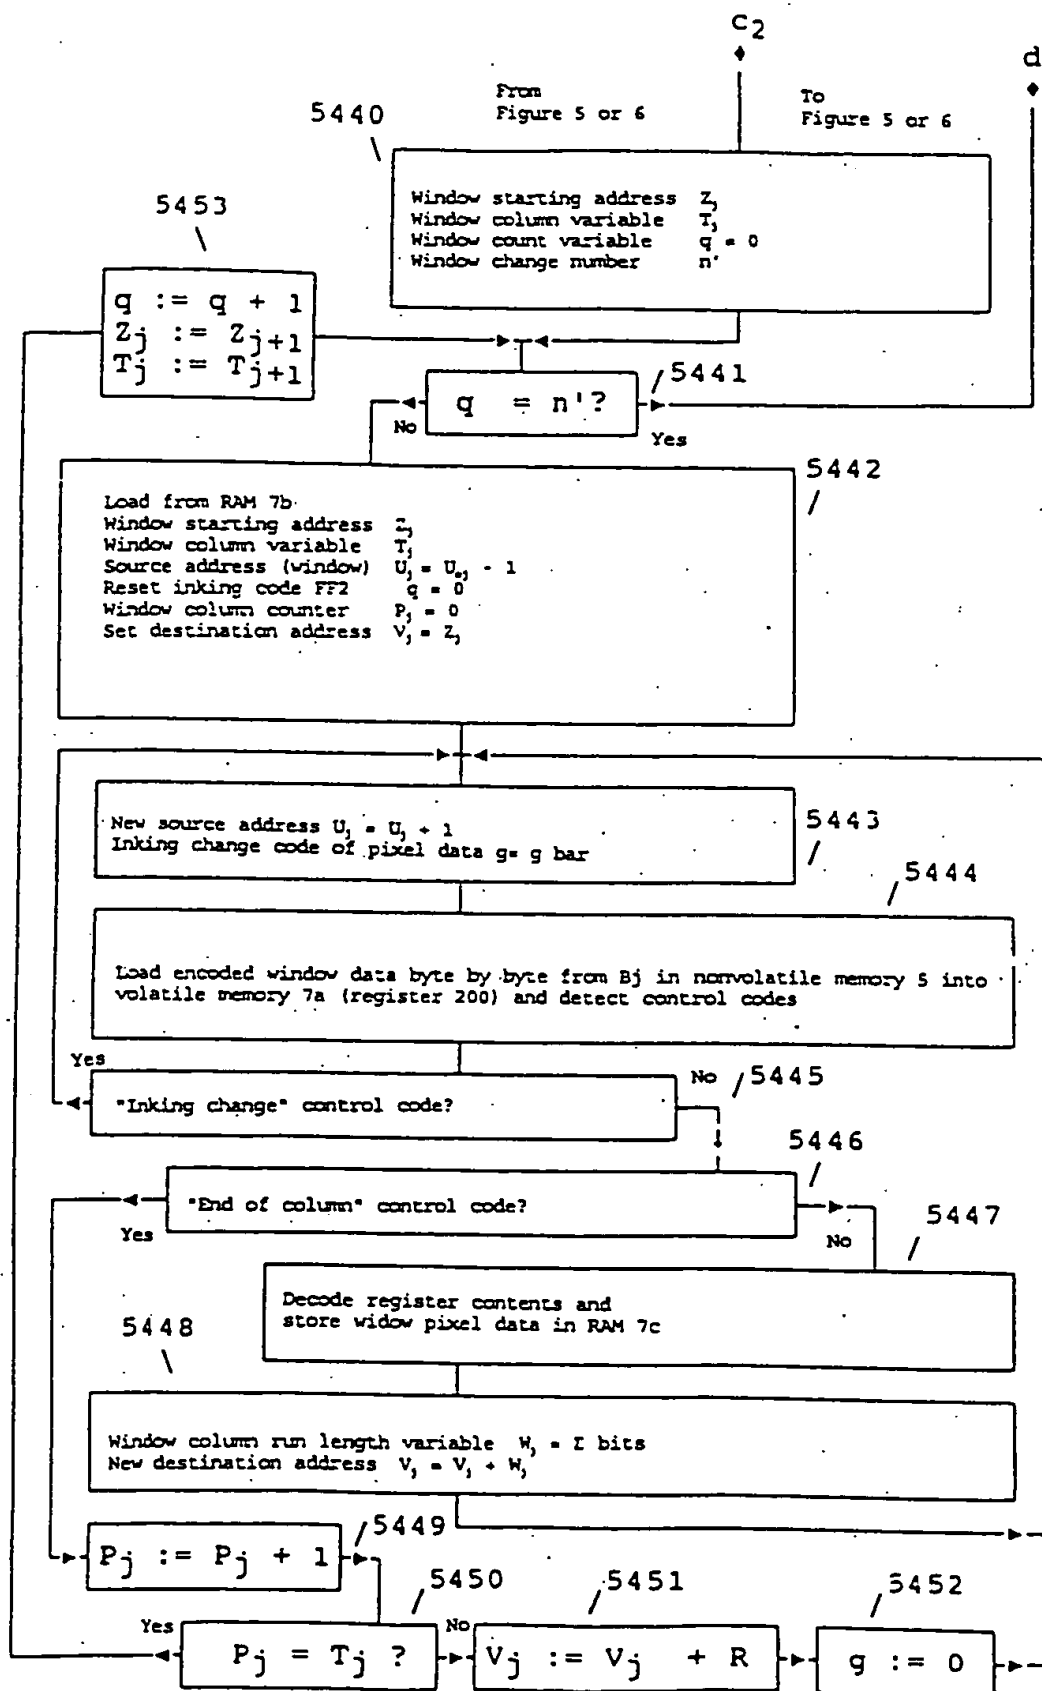 c2
d
From
Figure 5 or 6
To
Figure 5 or 6
5440
Window starting address Zj
Window column variable Tj
Window count variable q = 0
Window change number n'
5453
q := q + 1
Zj := Zj+1
Tj := Tj+1
5441
q = n'?
No
Yes
5442
Load from RAM 7b
Window starting address Zj
Window column variable Tj
Source address (window) Uj = Uoj - 1
Reset inking code FF2 q = 0
Window column counter Pj = 0
Set destination address Vj = Zj
5443
New source address Uj = Uj + 1
Inking change code of pixel data g= g bar
5444
Load encoded window data byte by byte from Bj in nonvolatile memory 5 into
volatile memory 7a (register 200) and detect control codes
Yes
No
5445
"Inking change" control code?
5446
"End of column" control code?
Yes
No
5447
Decode register contents and
store widow pixel data in RAM 7c
5448
Window column run length variable Wj = Σ bits
New destination address Vj = Vj + Wj
5449
Pj := Pj + 1
5450
5451
5452
Yes
Pj = Tj ?
No
Vj := Vj + R
g := 0